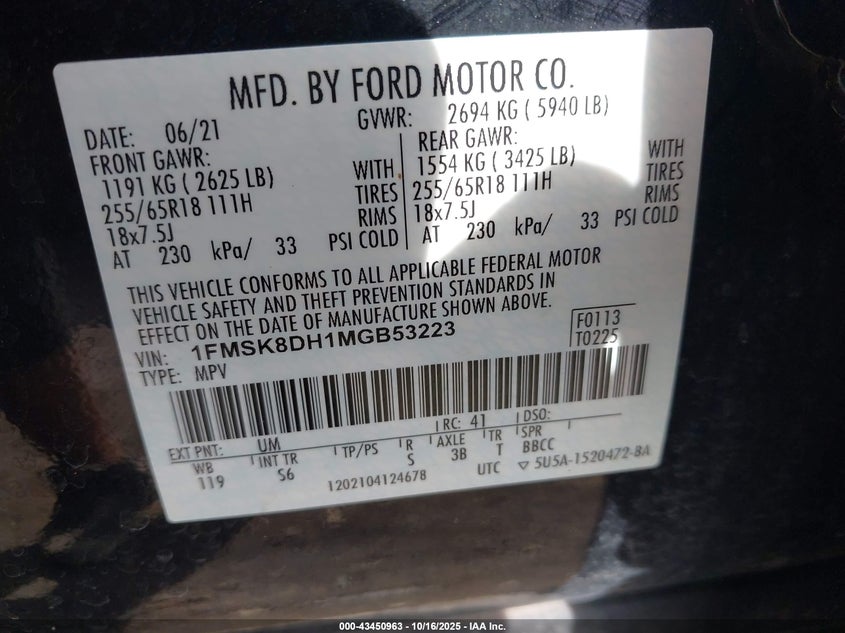 MFD. BY FORD MOTOR CO.
DATE: 06/21 GVWR: 2694 KG ( 5940 LB)
FRONT GAWR: REAR GAWR:
1191 KG ( 2625 LB) WITH 1554 KG ( 3425 LB) WITH
255/65R18 111H TIRES 255/65R18 111H TIRES
18x7.5J RIMS 18x7.5J RIMS
AT 230 kPa/ 33 PSI COLD AT 230 kPa/ 33 PSI COLD
THIS VEHICLE CONFORMS TO ALL APPLICABLE FEDERAL MOTOR
VEHICLE SAFETY AND THEFT PREVENTION STANDARDS IN
EFFECT ON THE DATE OF MANUFACTURE SHOWN ABOVE.
VIN: 1FMSK8DH1MGB53223 F0113
TYPE: MPV T0225
EXT PNT: UM RC: 41 DSO:
WB INT TR TP/PS R AXLE TR SPR
119 S6 S 3B T BBCC
1202104124678 UTC ▽ 5U5A-1520472-BA
000-43450963 - 10/16/2025 - IAA Inc.